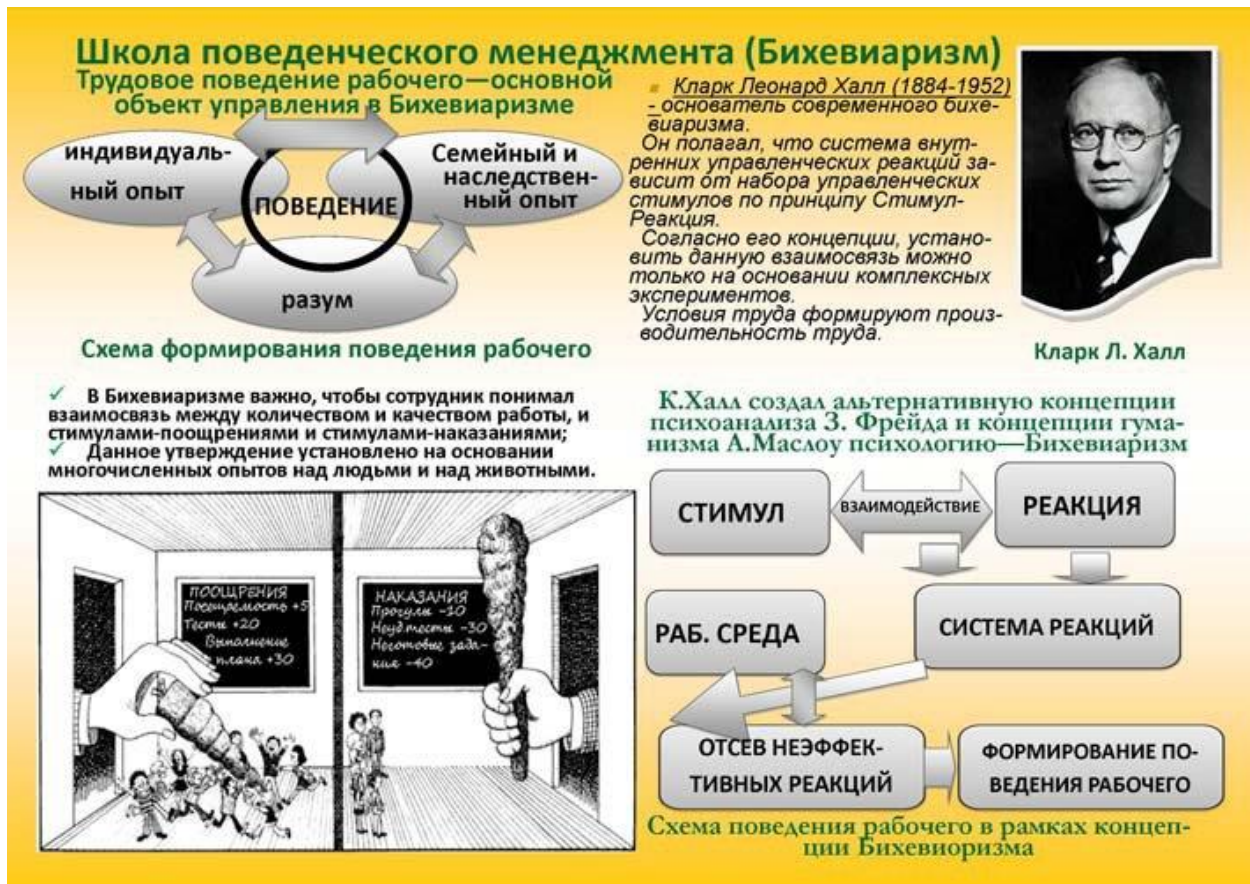 Школа поведенческого менеджмента (Бихевиаризм)
Трудовое поведение рабочего—основной
объект управления в Бихевиаризме
индивидуаль-
ный опыт
Семейный и
наследствен-
ный опыт
ПОВЕДЕНИЕ
разум
Схема формирования поведения рабочего
Кларк Леонард Халл (1884-1952)
- основатель современного бихе-
виаризма.
Он полагал, что система внут-
ренних управленческих реакций за-
висит от набора управленческих
стимулов по принципу Стимул-
Реакция.
Согласно его концепции, устано-
вить данную взаимосвязь можно
только на основании комплексных
экспериментов.
Условия труда формируют произ-
водительность труда.
Кларк Л. Халл
✓ В Бихевиаризме важно, чтобы сотрудник понимал
взаимосвязь между количеством и качеством работы, и
стимулами-поощрениями и стимулами-наказаниями;
✓ Данное утверждение установлено на основании
многочисленных опытов над людьми и над животными.
ПООЩРЕНИЯ
Посещаемость +5
Тесты +20
Выполнение
плана +30
НАКАЗАНИЯ
Прогулы -10
Неуд.тесты -30
Неготовые зада-
ния -40
К.Халл создал альтернативную концепции
психоанализа З. Фрейда и концепции гума-
низма А.Маслоу психологию—Бихевиаризм
СТИМУЛ
ВЗАИМОДЕЙСТВИЕ
РЕАКЦИЯ
РАБ. СРЕДА
СИСТЕМА РЕАКЦИЙ
ОТСЕВ НЕЭФФЕК-
ТИВНЫХ РЕАКЦИЙ
ФОРМИРОВАНИЕ ПО-
ВЕДЕНИЯ РАБОЧЕГО
Схема поведения рабочего в рамках концеп-
ции Бихевиоризма